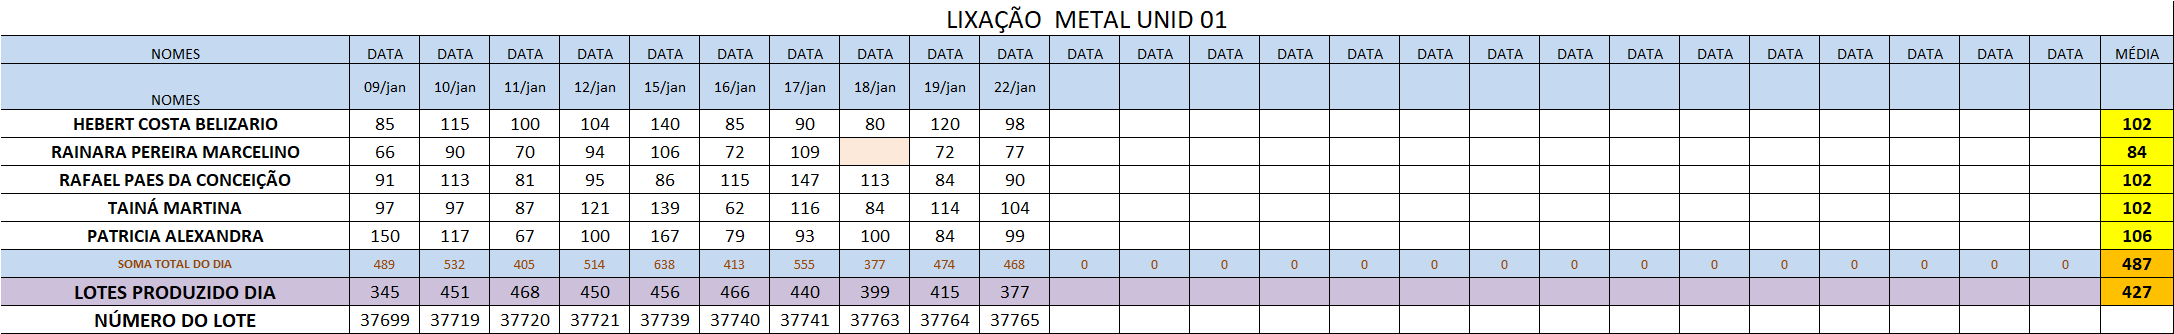 LIXAÇÃO  METAL UNID 01
NOMES DATA DATA DATA DATA DATA DATA DATA DATA DATA DATA DATA DATA DATA DATA DATA DATA DATA DATA DATA DATA DATA DATA DATA DATA DATA MÉDIA
NOMES 09/jan 10/jan 11/jan 12/jan 15/jan 16/jan 17/jan 18/jan 19/jan 22/jan
HEBERT COSTA BELIZARIO 85 115 100 104 140 85 90 80 120 98 102
RAINARA PEREIRA MARCELINO 66 90 70 94 106 72 109 72 77 84
RAFAEL PAES DA CONCEIÇÃO 91 113 81 95 86 115 147 113 84 90 102
TAINÁ MARTINA 97 97 87 121 139 62 116 84 114 104 102
PATRICIA ALEXANDRA 150 117 67 100 167 79 93 100 84 99 106
SOMA TOTAL DO DIA 489 532 405 514 638 413 555 377 474 468 0 0 0 0 0 0 0 0 0 0 0 0 0 0 0 487
LOTES PRODUZIDO DIA 345 451 468 450 456 466 440 399 415 377 427
NÚMERO DO LOTE 37699 37719 37720 37721 37739 37740 37741 37763 37764 37765